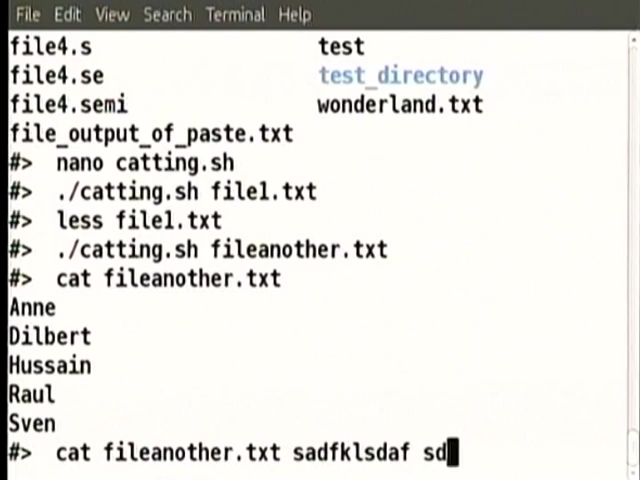 File Edit View Search Terminal Help
file4.s test
file4.se test_directory
file4.semi wonderland.txt
file_output_of_paste.txt
#> nano catting.sh
#> ./catting.sh file1.txt
#> less file1.txt
#> ./catting.sh fileanother.txt
#> cat fileanother.txt
Anne
Dilbert
Hussain
Raul
Sven
#> cat fileanother.txt sadfklsdaf sd